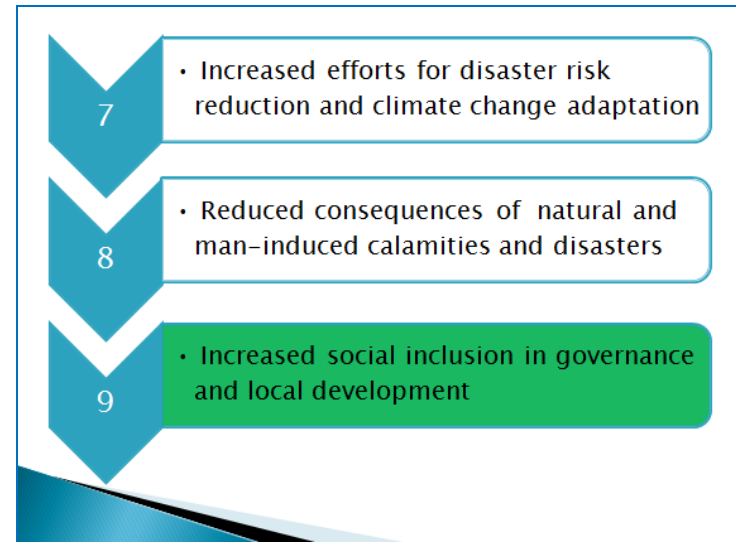 7
• Increased efforts for disaster risk
reduction and climate change adaptation
8
• Reduced consequences of natural and
man-induced calamities and disasters
9
• Increased social inclusion in governance
and local development